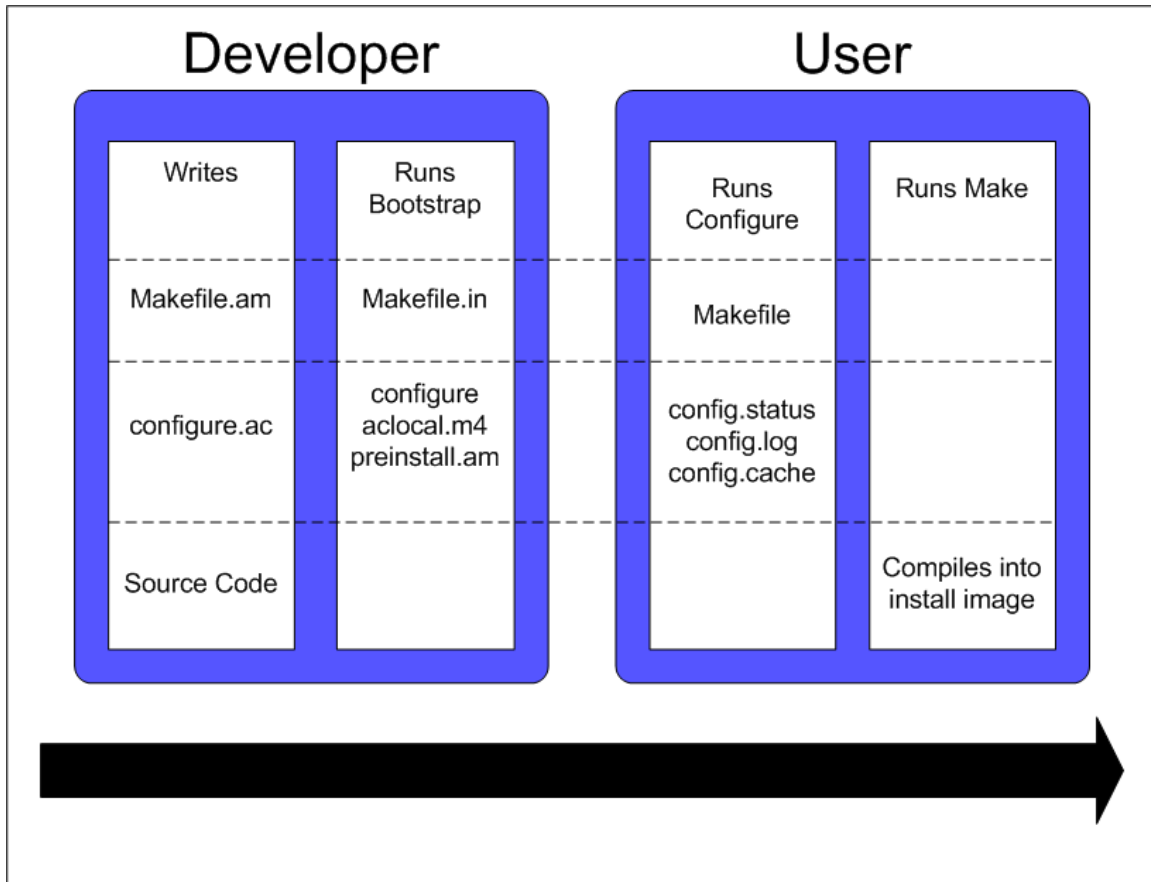 Developer
User
Writes
Runs
Bootstrap
Runs
Configure
Runs Make
Makefile.am
Makefile.in
Makefile
configure.ac
configure
aclocal.m4
preinstall.am
config.status
config.log
config.cache
Source Code
Compiles into
install image